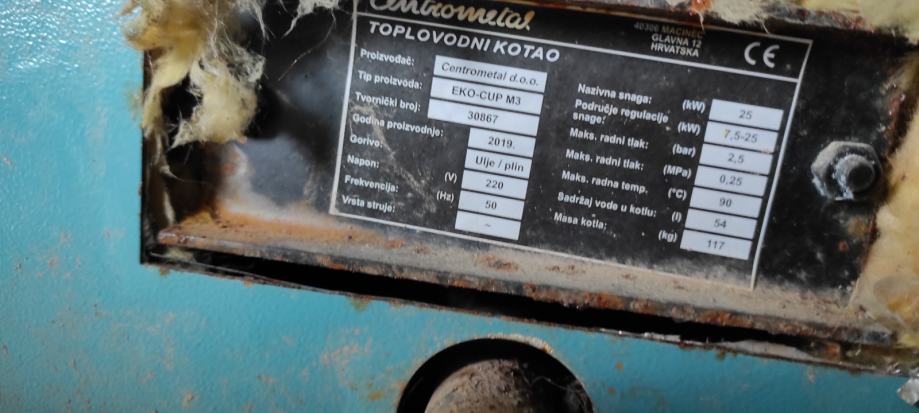 Centrometal
TOPLOVODNI KOTAO
40306 MACINEC
GLAVNA 12
HRVATSKA
CE
Proizvođač: Centrometal d.o.o.
Tip proizvoda: EKO-CUP M3
Tvornički broj: 30867
Godina proizvodnje: 2019.
Gorivo: Ulje / plin
Napon: (V) 220
Frekvencija: (Hz) 50
Vrsta struje: ~
Nazivna snaga: (kW) 25
Područje regulacije
snage: (kW) 7,5-25
Maks. radni tlak: (bar) 2,5
Maks. radni tlak: (MPa) 0,25
Maks. radna temp. (°C) 90
Sadržaj vode u kotlu: (l) 54
Masa kotla: (kg) 117